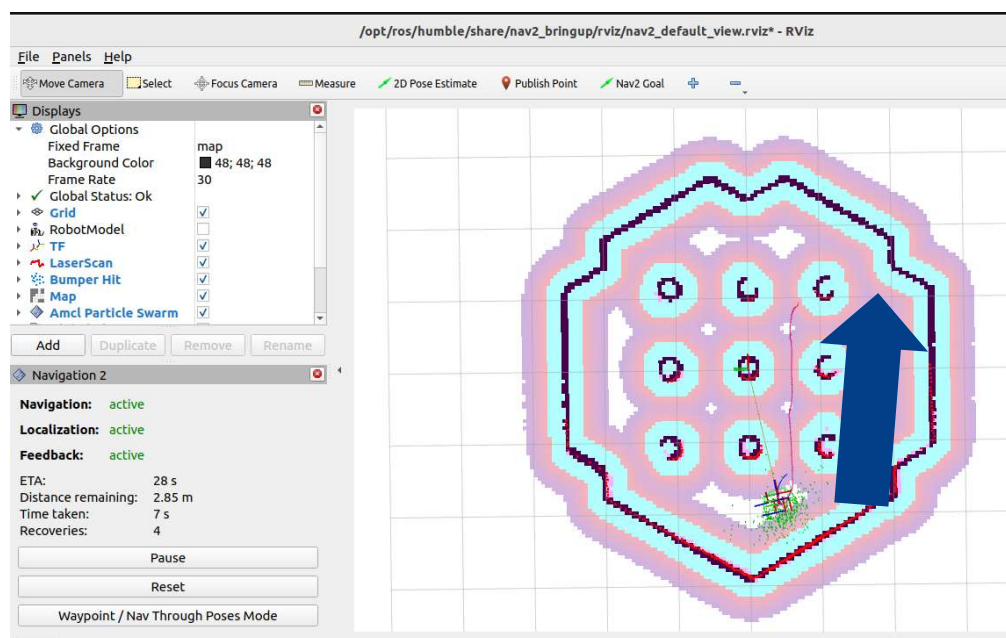 /opt/ros/humble/share/nav2_bringup/rviz/nav2_default_view.rviz* - RViz
File Panels Help
Move Camera Select Focus Camera Measure 2D Pose Estimate Publish Point Nav2 Goal
Displays
Global Options
Fixed Frame map
Background Color 48; 48; 48
Frame Rate 30
Global Status: Ok
Grid
RobotModel
TF
LaserScan
Bumper Hit
Map
Amcl Particle Swarm
Add Duplicate Remove Rename
Navigation 2
Navigation: active
Localization: active
Feedback: active
ETA: 28 s
Distance remaining: 2.85 m
Time taken: 7 s
Recoveries: 4
Pause
Reset
Waypoint / Nav Through Poses Mode